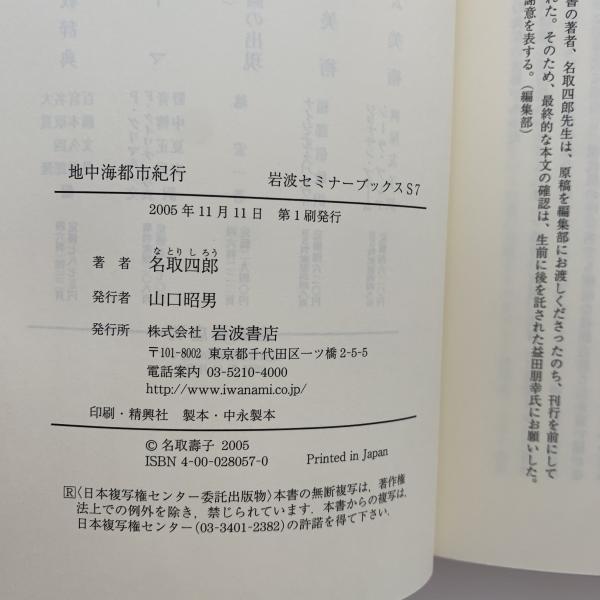 書の著者、名取四郎先生は、原稿を編集部にお渡しくださったのち、刊行を前にして
れた。そのため、最終的な本文の確認は、生前に後を託された益田朋幸氏にお願いした。
謝意を表する。（編集部）
地中海都市紀行 岩波セミナーブックスS7
2005年11月11日 第1刷発行
なとりしろう
著者 名取四郎
発行者 山口昭男
発行所 株式会社 岩波書店
〒101-8002 東京都千代田区一ツ橋2-5-5
電話案内 03-5210-4000
http://www.iwanami.co.jp/
印刷・精興社 製本・中永製本
© 名取壽子 2005
ISBN 4-00-028057-0 Printed in Japan
Ⓡ〈日本複写権センター委託出版物〉本書の無断複写は，著作権
法上での例外を除き，禁じられています．本書からの複写は，
日本複写権センター(03-3401-2382)の許諾を得て下さい．